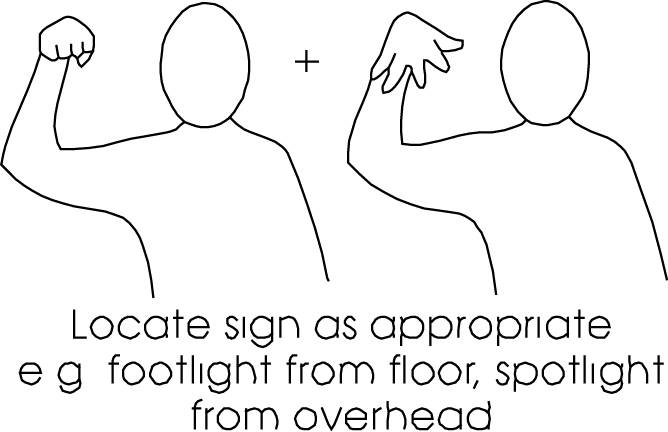 +
Locate sign as appropriate
e g footlight from floor, spotlight
from overhead